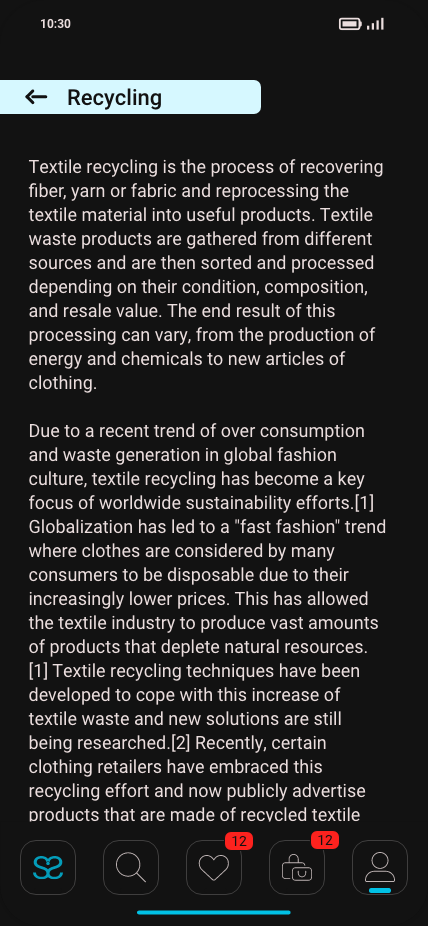 10:30
Recycling
Textile recycling is the process of recovering
fiber, yarn or fabric and reprocessing the
textile material into useful products. Textile
waste products are gathered from different
sources and are then sorted and processed
depending on their condition, composition,
and resale value. The end result of this
processing can vary, from the production of
energy and chemicals to new articles of
clothing.
Due to a recent trend of over consumption
and waste generation in global fashion
culture, textile recycling has become a key
focus of worldwide sustainability efforts.[1]
Globalization has led to a "fast fashion" trend
where clothes are considered by many
consumers to be disposable due to their
increasingly lower prices. This has allowed
the textile industry to produce vast amounts
of products that deplete natural resources.
[1] Textile recycling techniques have been
developed to cope with this increase of
textile waste and new solutions are still
being researched.[2] Recently, certain
clothing retailers have embraced this
recycling effort and now publicly advertise
products that are made of recycled textile
12
12